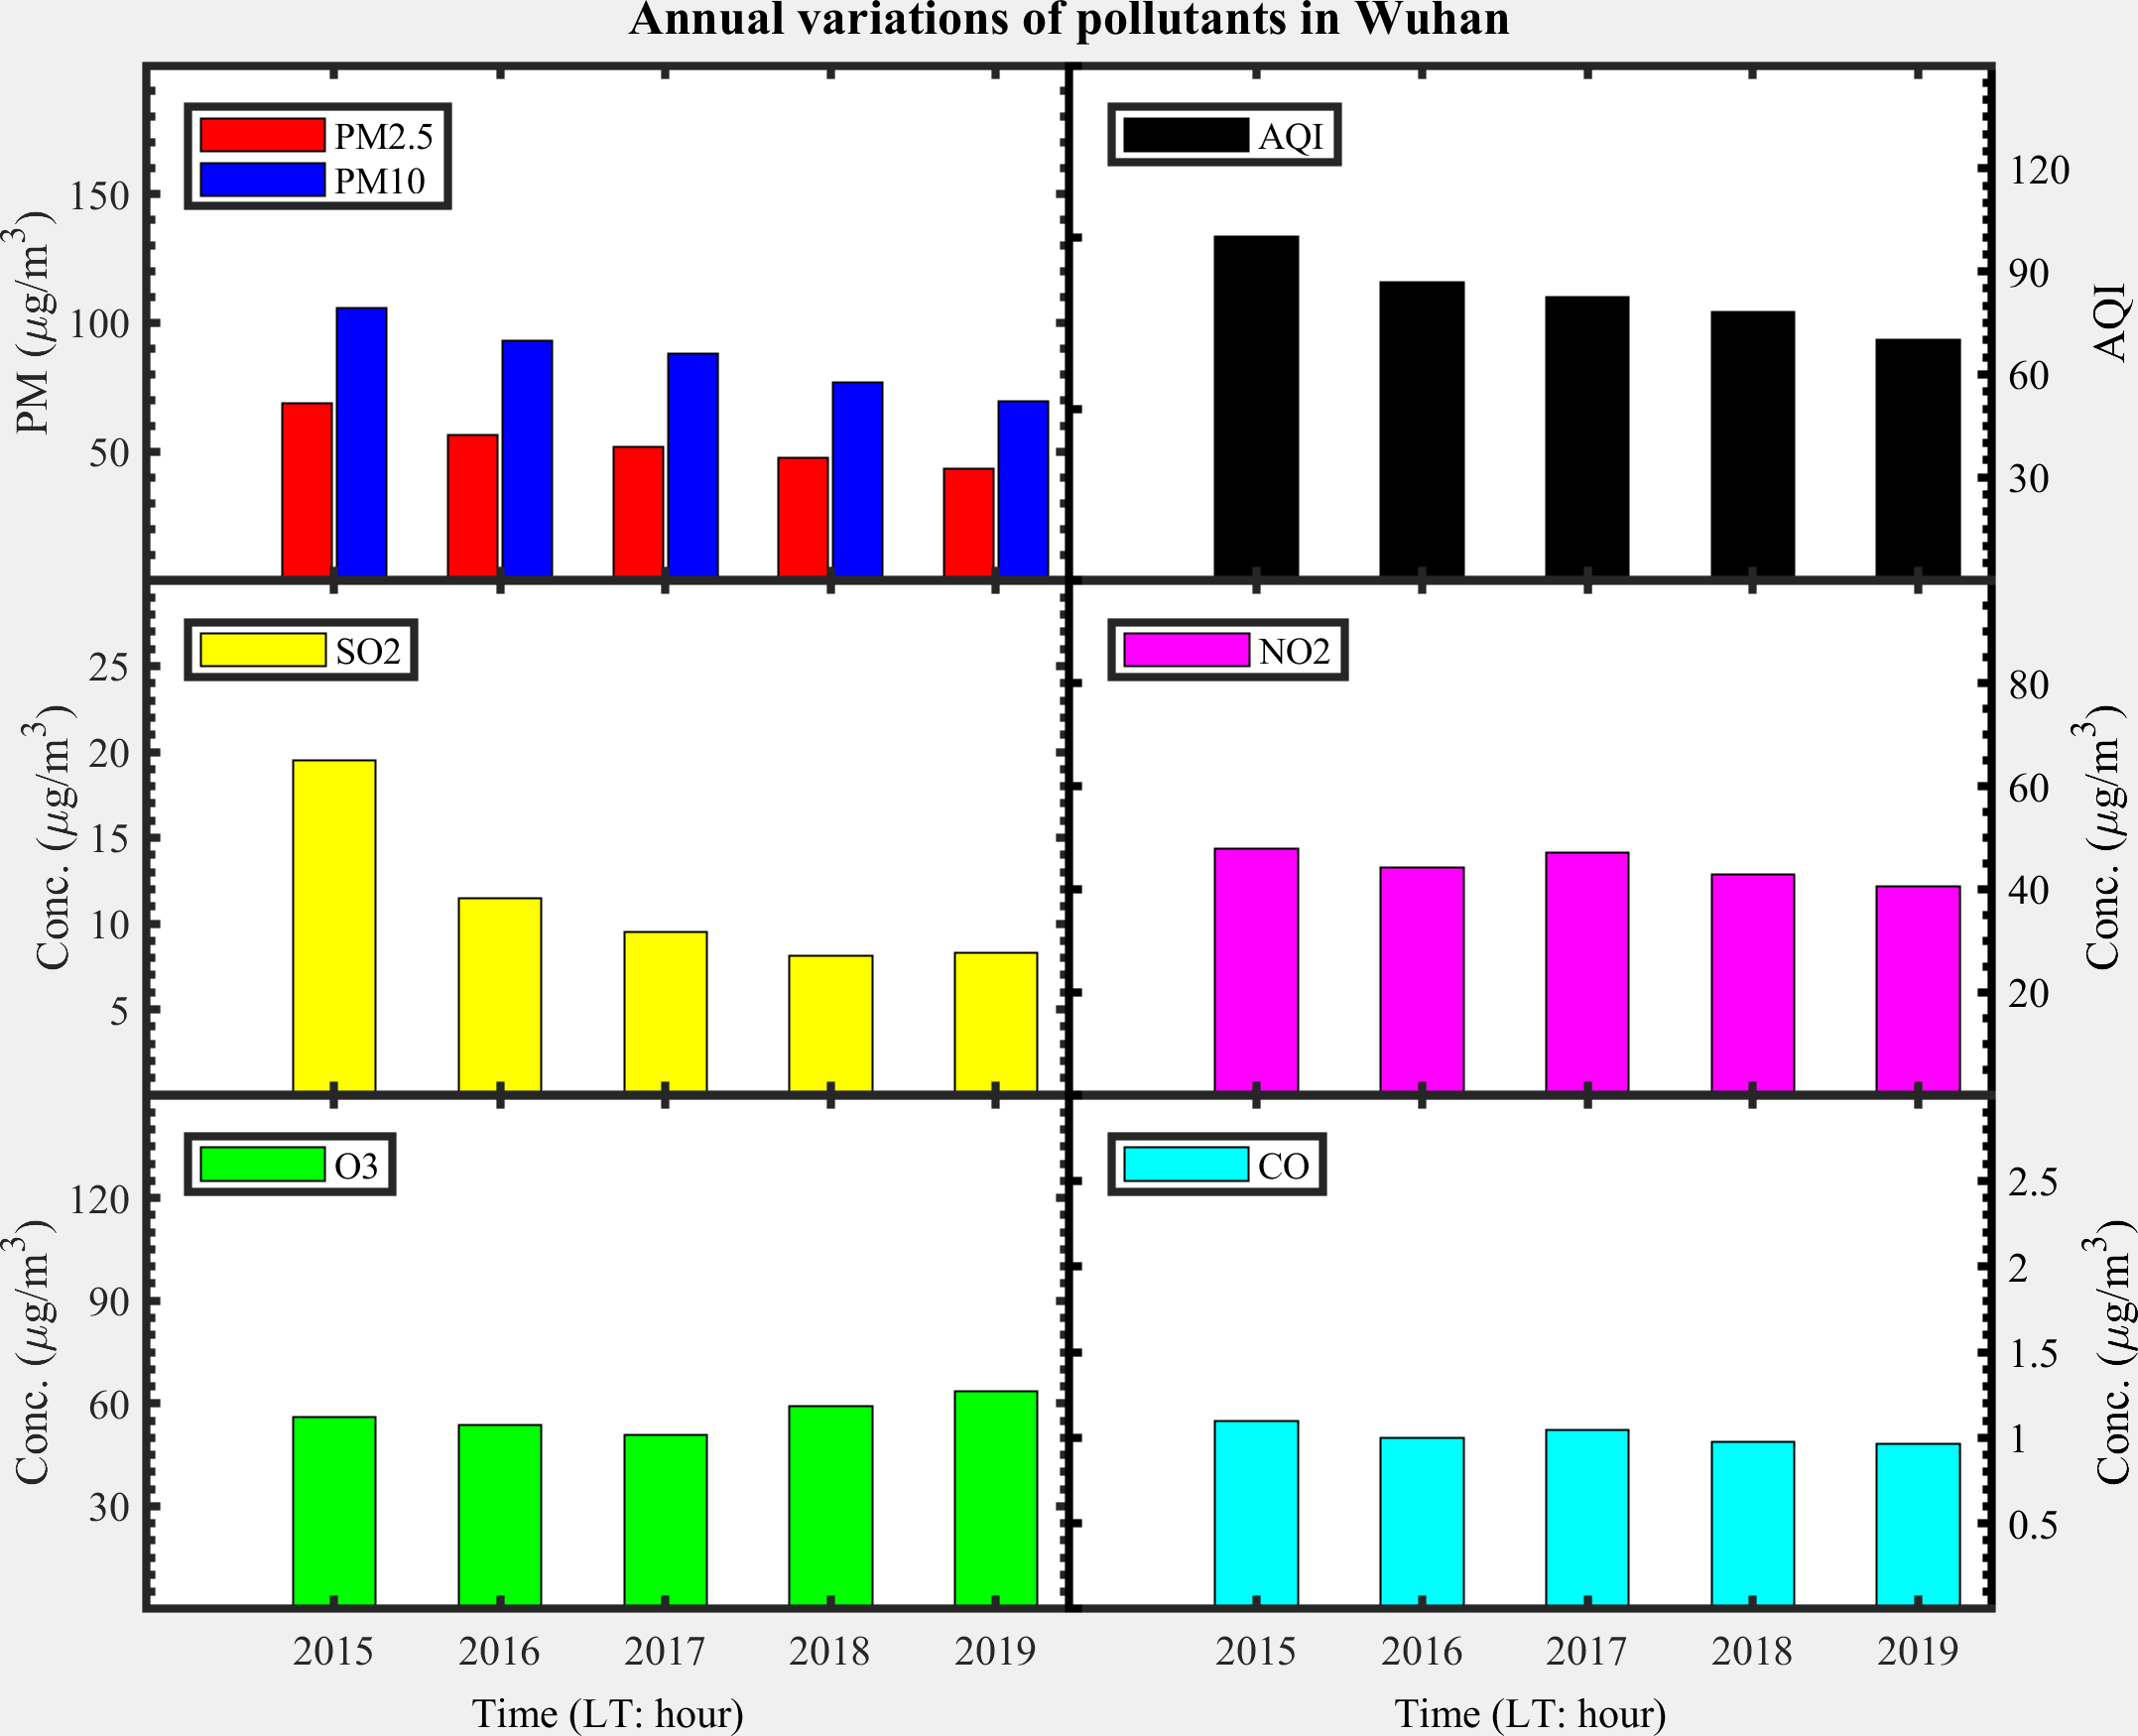 Annual variations of pollutants in Wuhan
PM2.5
PM10
150
100
50
PM (μg/m3)
AQI
120
90
60
30
AQI
SO2
25
20
15
10
5
Conc. (μg/m3)
NO2
80
60
40
20
Conc. (μg/m3)
O3
120
90
60
30
Conc. (μg/m3)
CO
2.5
2
1.5
1
0.5
Conc. (μg/m3)
2015 2016 2017 2018 2019
Time (LT: hour)
2015 2016 2017 2018 2019
Time (LT: hour)